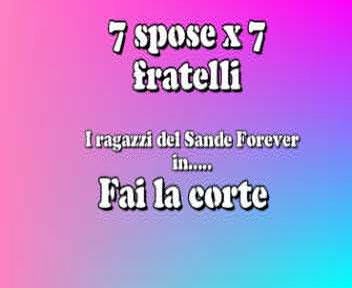 7 spose x 7
fratelli
I ragazzi del Sande Forever
in.....
Fai la corte